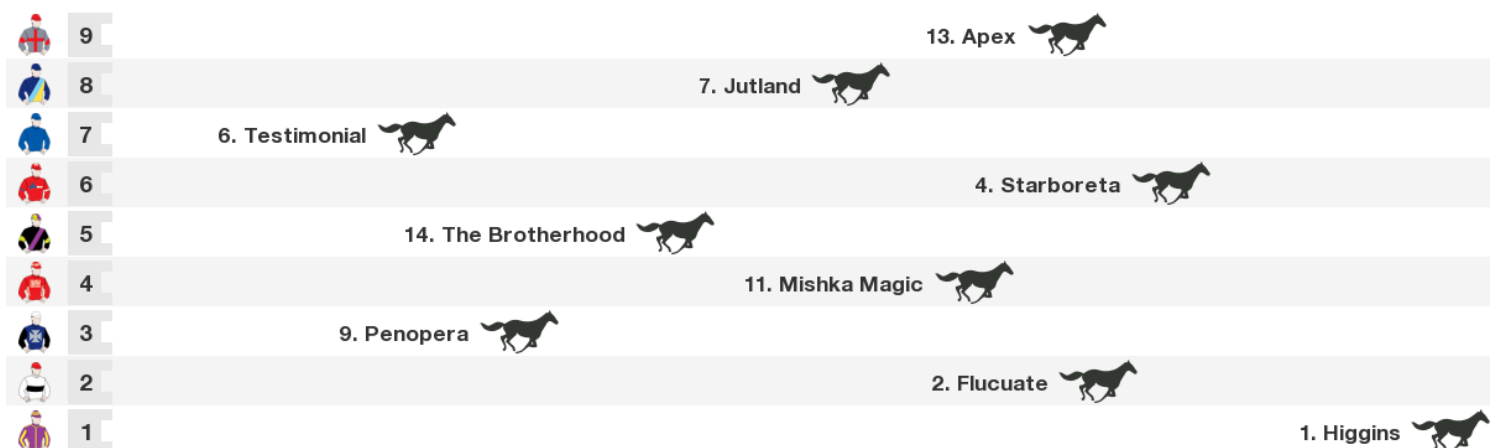 9 13. Apex
8 7. Jutland
7 6. Testimonial
6 4. Starboreta
5 14. The Brotherhood
4 11. Mishka Magic
3 9. Penopera
2 2. Flucuate
1 1. Higgins